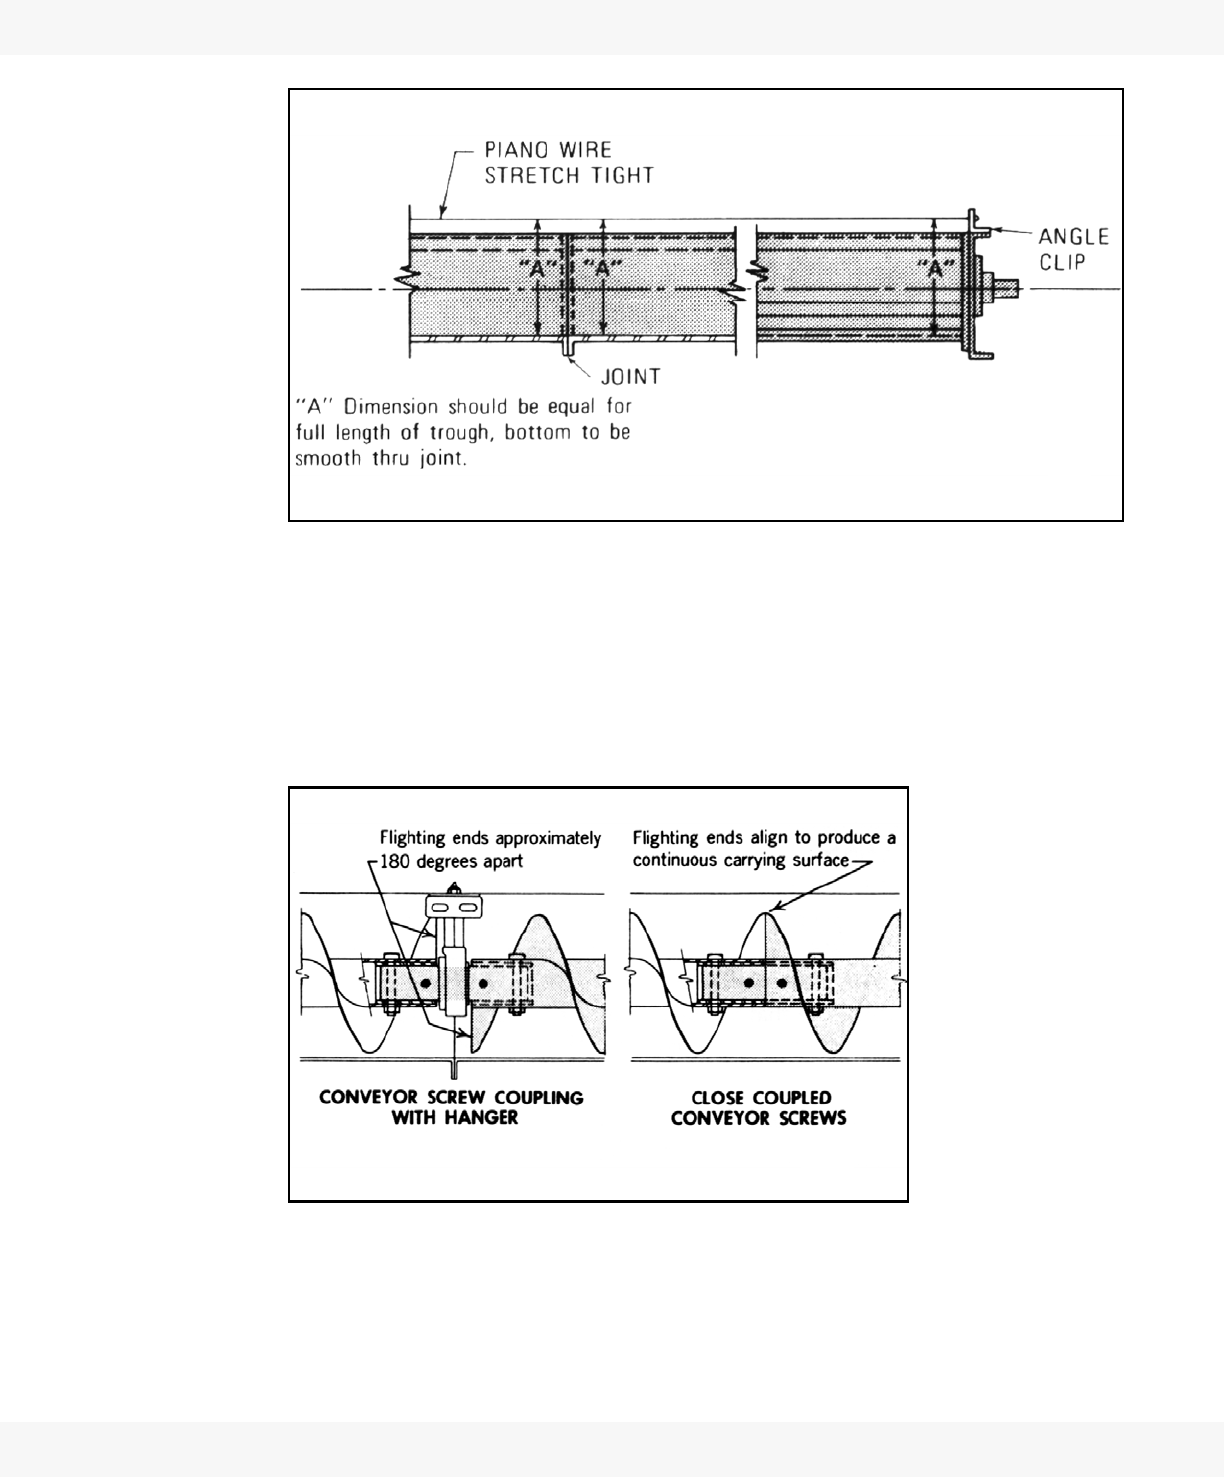 PIANO WIRE
STRETCH TIGHT
ANGLE
CLIP
"A" "A" "A"
JOINT
"A" Dimension should be equal for
full length of trough, bottom to be
smooth thru joint.
Flighting ends approximately
180 degrees apart
Flighting ends align to produce a
continuous carrying surface
CONVEYOR SCREW COUPLING
WITH HANGER
CLOSE COUPLED
CONVEYOR SCREWS